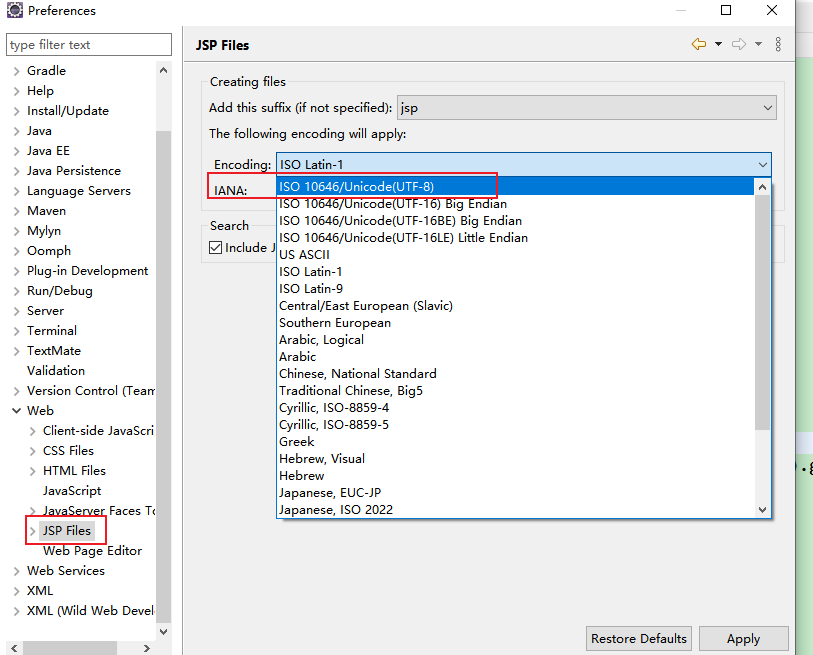 Preferences
type filter text
Gradle
Help
Install/Update
Java
Java EE
Java Persistence
Language Servers
Maven
Mylyn
Oomph
Plug-in Development
Run/Debug
Server
Terminal
TextMate
Validation
Version Control (Team
Web
Client-side JavaScri
CSS Files
HTML Files
JavaScript
JavaServer Faces To
JSP Files
Web Page Editor
Web Services
XML
XML (Wild Web Devel
JSP Files
Creating files
Add this suffix (if not specified): jsp
The following encoding will apply:
Encoding: ISO Latin-1
IANA:
ISO 10646/Unicode(UTF-8)
ISO 10646/Unicode(UTF-16) Big Endian
ISO 10646/Unicode(UTF-16BE) Big Endian
ISO 10646/Unicode(UTF-16LE) Little Endian
US ASCII
ISO Latin-1
ISO Latin-9
Central/East European (Slavic)
Southern European
Arabic, Logical
Arabic
Chinese, National Standard
Traditional Chinese, Big5
Cyrillic, ISO-8859-4
Cyrillic, ISO-8859-5
Greek
Hebrew, Visual
Hebrew
Japanese, EUC-JP
Japanese, ISO 2022
Search
Include J
Restore Defaults
Apply